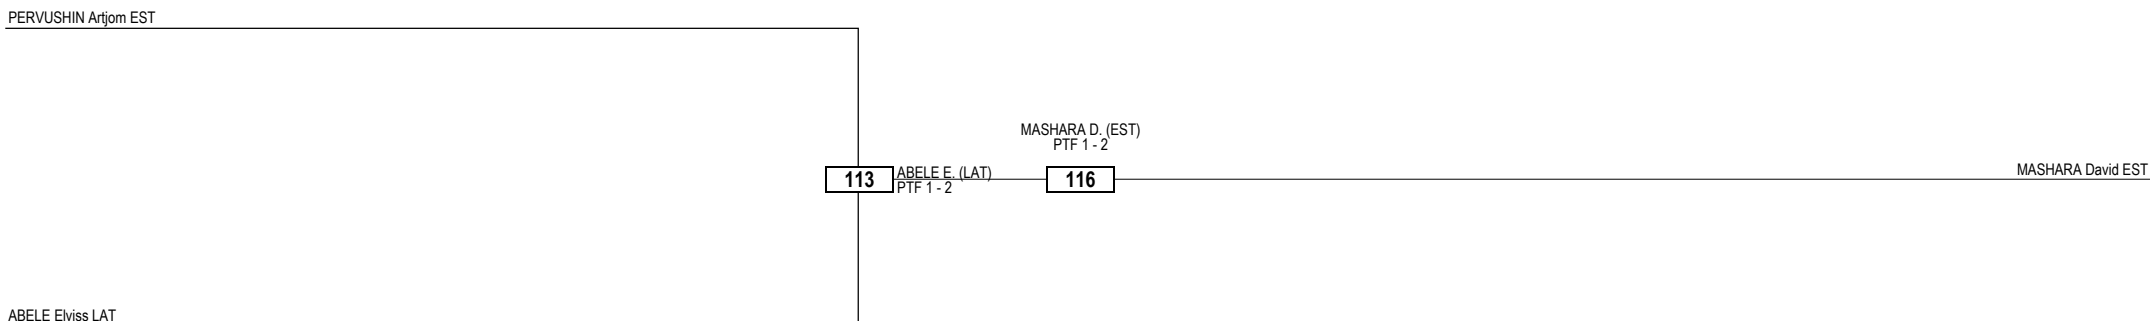 PERVUSHIN Artjom EST
MASHARA D. (EST)
PTF 1 - 2
113
ABELE E. (LAT)
PTF 1 - 2
116
MASHARA David EST
ABELE Elviss LAT